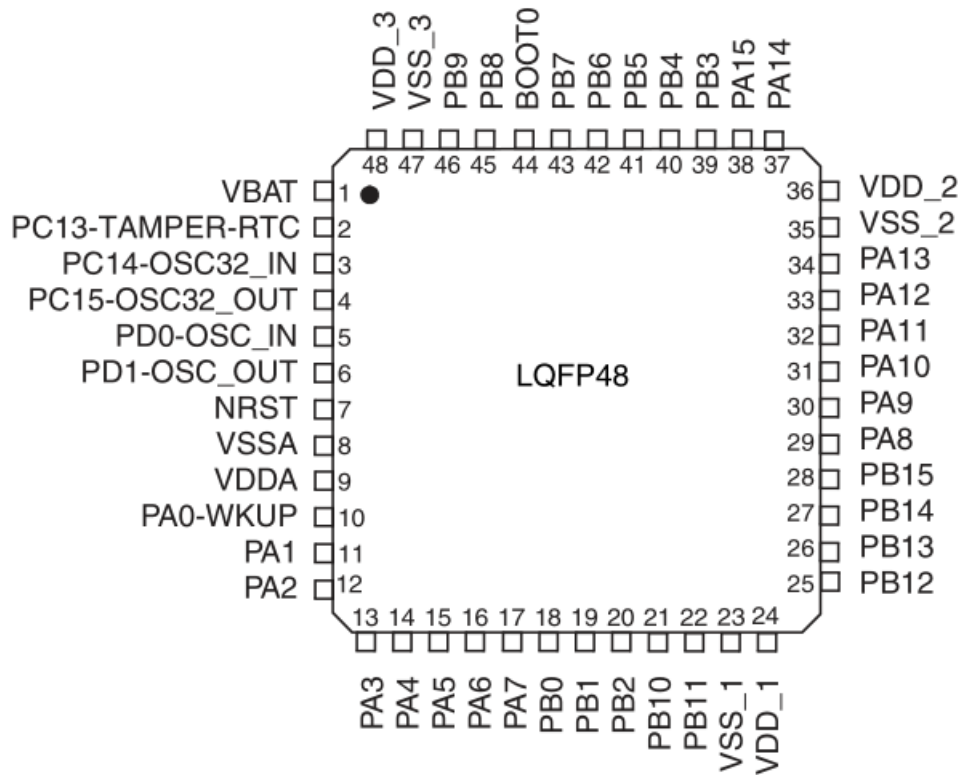 VDD_3
VSS_3
PB9
PB8
BOOT0
PB7
PB6
PB5
PB4
PB3
PA15
PA14
48 47 46 45 44 43 42 41 40 39 38 37
VBAT 1
PC13-TAMPER-RTC 2
PC14-OSC32_IN 3
PC15-OSC32_OUT 4
PD0-OSC_IN 5
PD1-OSC_OUT 6
NRST 7
VSSA 8
VDDA 9
PA0-WKUP 10
PA1 11
PA2 12
LQFP48
36 VDD_2
35 VSS_2
34 PA13
33 PA12
32 PA11
31 PA10
30 PA9
29 PA8
28 PB15
27 PB14
26 PB13
25 PB12
13 14 15 16 17 18 19 20 21 22 23 24
PA3
PA4
PA5
PA6
PA7
PB0
PB1
PB2
PB10
PB11
VSS_1
VDD_1